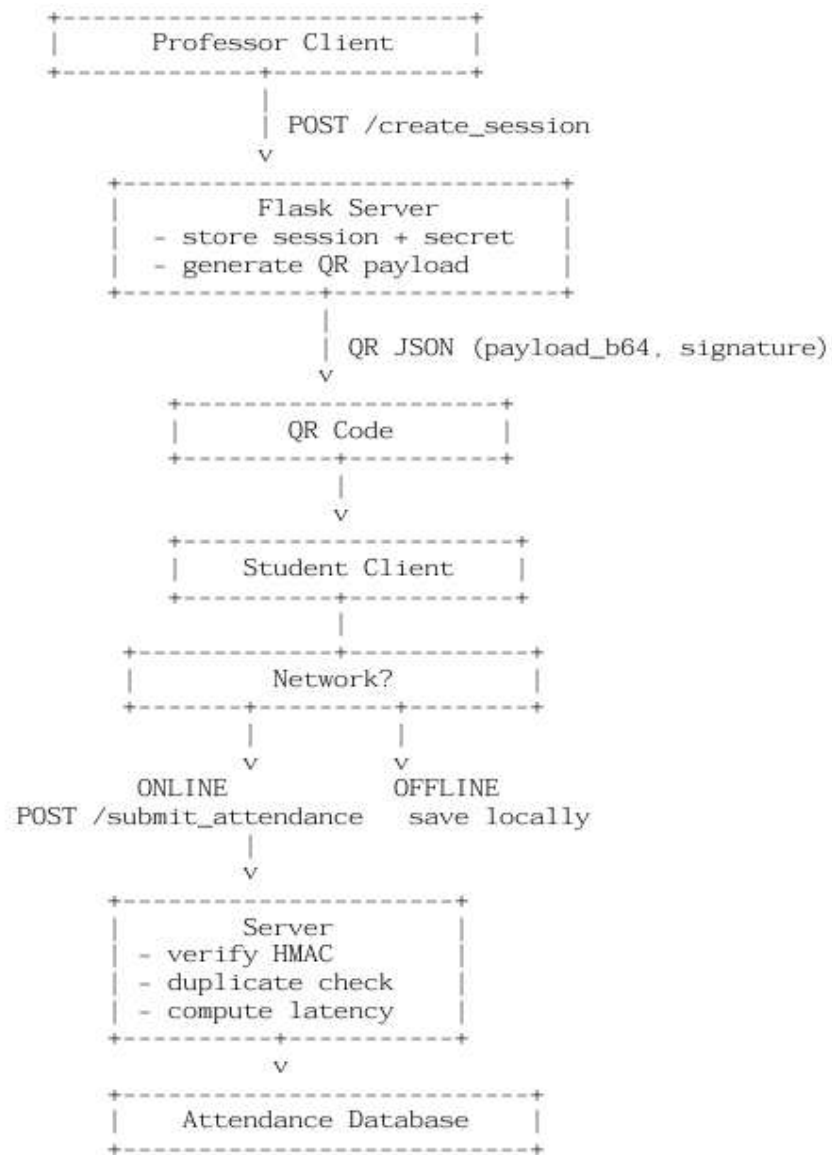 Professor Client
POST /create_session
Flask Server
- store session + secret
- generate QR payload
QR JSON (payload_b64, signature)
QR Code
Student Client
Network?
ONLINE OFFLINE
POST /submit_attendance save locally
Server
- verify HMAC
- duplicate check
- compute latency
Attendance Database